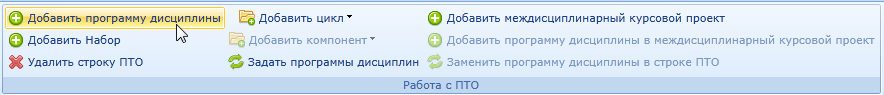 Добавить программу дисциплины Добавить цикл Добавить междисциплинарный курсовой проект
Добавить Набор Добавить компонент Добавить программу дисциплины в междисциплинарный курсовой проект
Удалить строку ПТО Задать программы дисциплин Заменить программу дисциплины в строке ПТО
Работа с ПТО